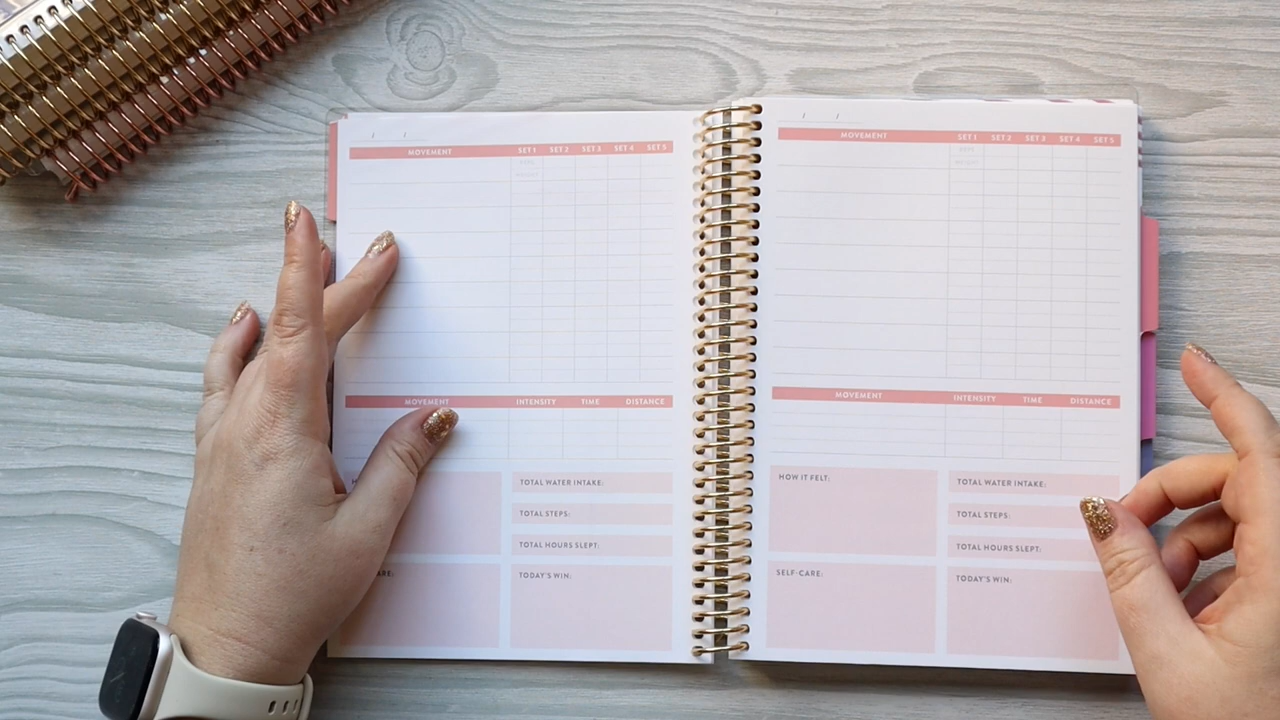 / /
MOVEMENT SET 1 SET 2 SET 3 SET 4 SET 5
MOVEMENT INTENSITY TIME DISTANCE
TOTAL WATER INTAKE:
TOTAL STEPS:
TOTAL HOURS SLEPT:
TODAY'S WIN:
/ /
MOVEMENT SET 1 SET 2 SET 3 SET 4 SET 5
MOVEMENT INTENSITY TIME DISTANCE
HOW IT FELT:
TOTAL WATER INTAKE:
TOTAL STEPS:
TOTAL HOURS SLEPT:
SELF-CARE:
TODAY'S WIN: